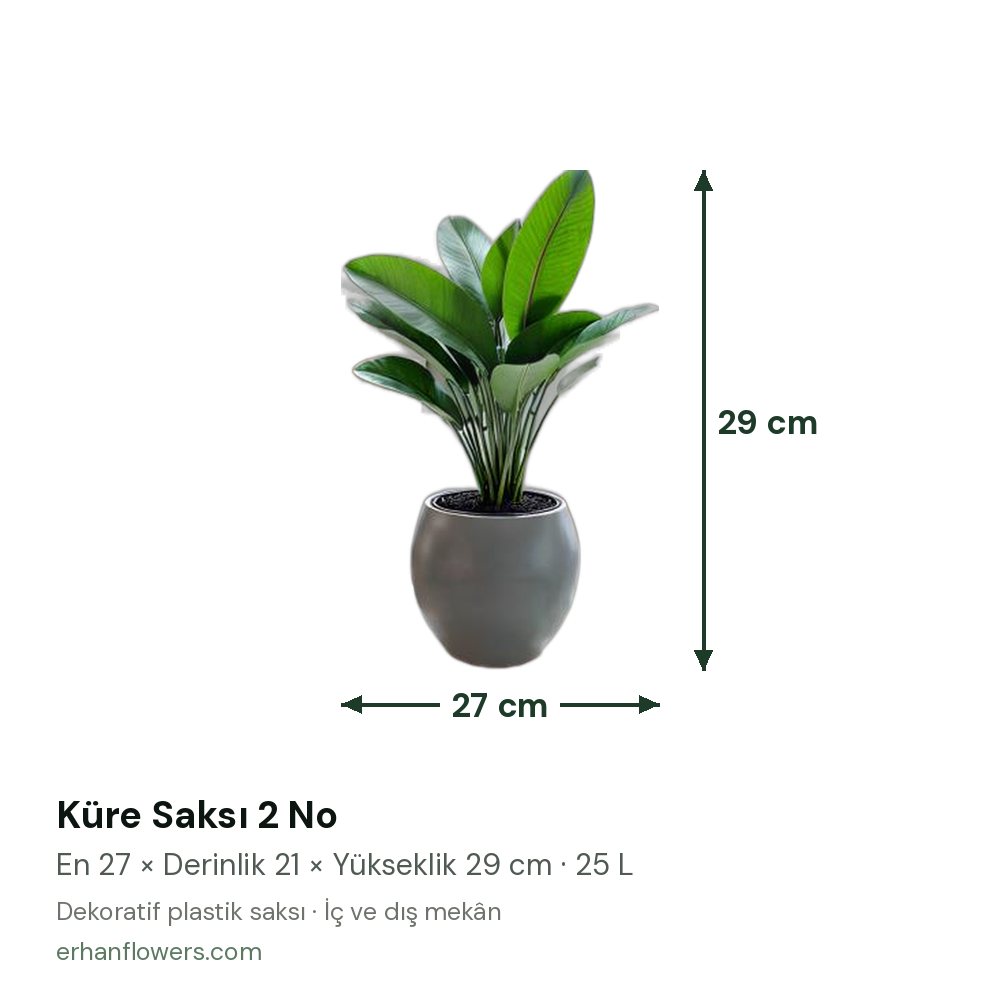 29 cm
27 cm
Küre Saksı 2 No
En 27 × Derinlik 21 × Yükseklik 29 cm · 25 L
Dekoratif plastik saksı · İç ve dış mekân
erhanflowers.com